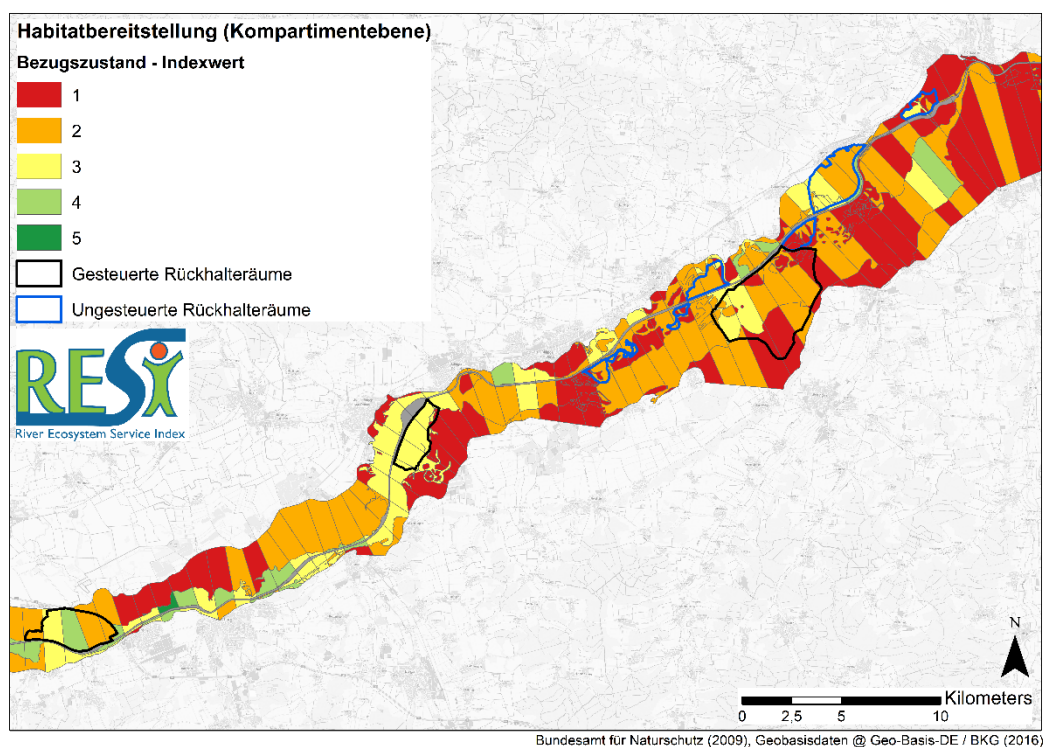 Habitatbereitstellung (Kompartimentebene)
Bezugszustand - Indexwert
1
2
3
4
5
Gesteuerte Rückhalteräume
Ungesteuerte Rückhalteräume
RESI
River Ecosystem Service Index
N
Kilometers
0 2,5 5 10
Bundesamt für Naturschutz (2009), Geobasisdaten @ Geo-Basis-DE / BKG (2016)